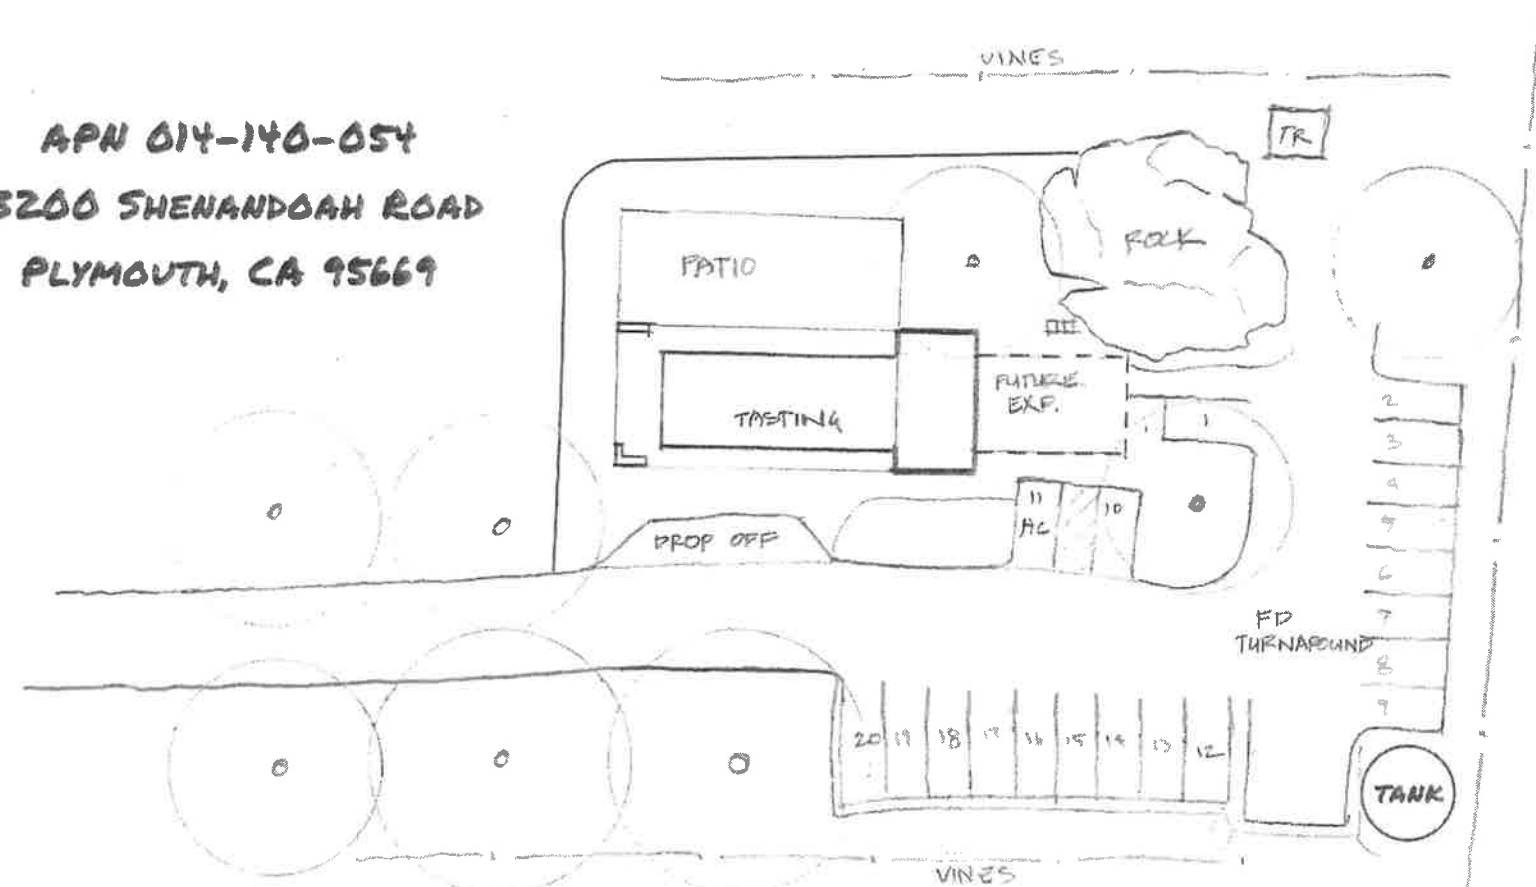 VINES
APN 014-140-054
TR
3200 SHENANDOAH ROAD
ROCK
PLYMOUTH, CA 95669
PATIO
FUTURE
EXP.
TASTING
1
2
3
4
5
6
7
8
9
11
HC
10
DROP OFF
FD
TURNAROUND
20 19 18 17 16 15 14 13 12
TANK
VINES